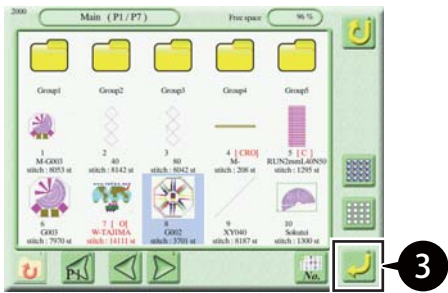 2000
Main ( P1 / P7 )
Free space
96 %
Group1
Group2
Group3
Group4
Group5
1
M-G003
stitch : 8053 st
2
40
stitch : 8142 st
3
80
stitch : 6042 st
4 [ CRO[
M-
stitch : 208 st
5 [ C ]
RUN2mmL40N50
stitch : 1295 st
6
G003
stitch : 7970 st
7 [ O[
W-TAJIMA
stitch : 14111 st
8
G002
stitch : 3701 st
9
XY040
stitch : 8187 st
10
Sokutei
stitch : 1300 st
P1
No.
3